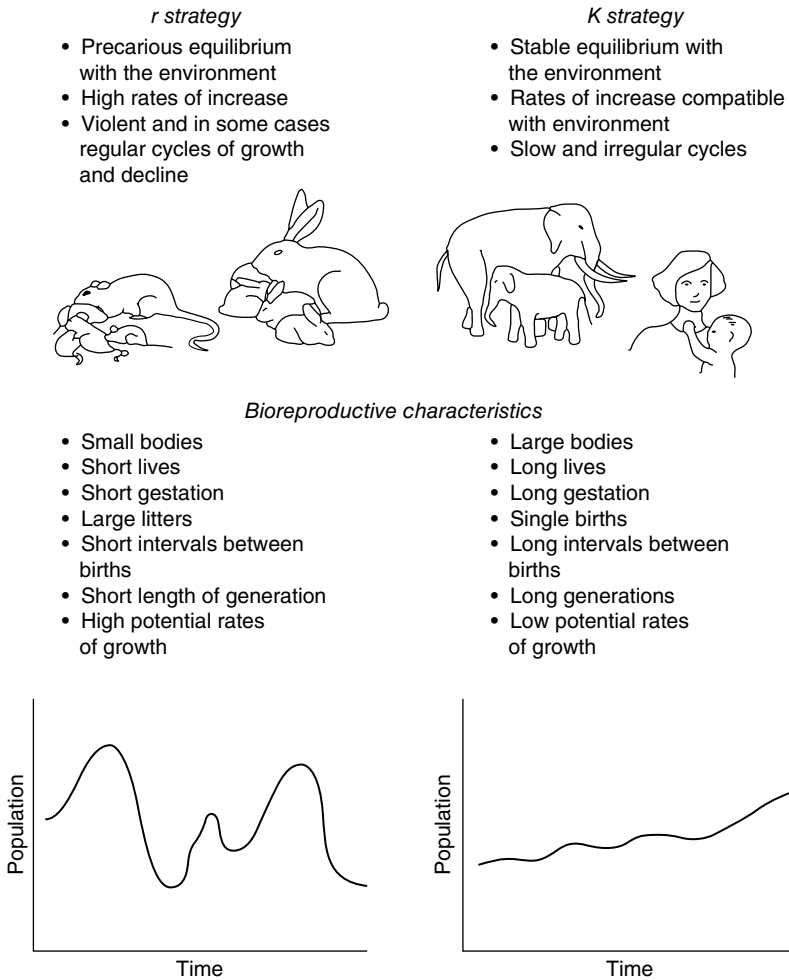 r strategy
• Precarious equilibrium
with the environment
• High rates of increase
• Violent and in some cases
regular cycles of growth
and decline
K strategy
• Stable equilibrium with
the environment
• Rates of increase compatible
with environment
• Slow and irregular cycles
Bioreproductive characteristics
• Small bodies
• Short lives
• Short gestation
• Large litters
• Short intervals between
births
• Short length of generation
• High potential rates
of growth
• Large bodies
• Long lives
• Long gestation
• Single births
• Long intervals between
births
• Long generations
• Low potential rates
of growth
Population
Time
Population
Time